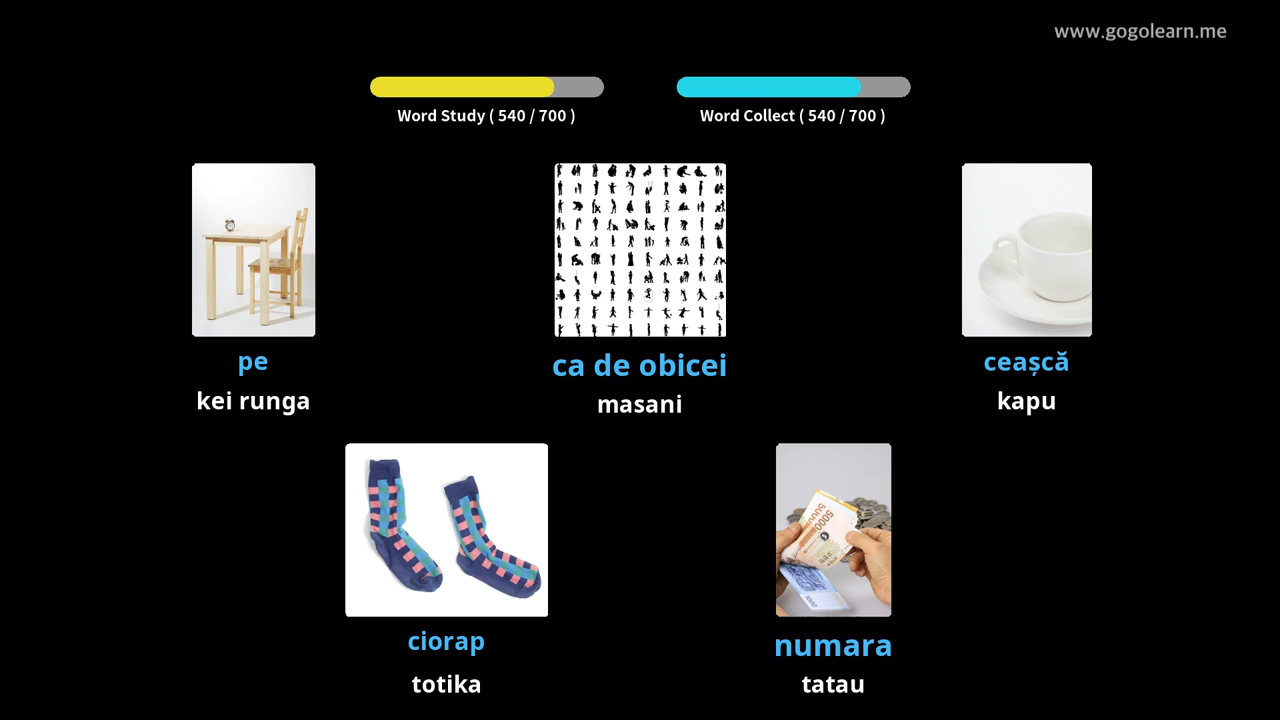 www.gogolearn.me
Word Study ( 540 / 700 )
Word Collect ( 540 / 700 )
pe
kei runga
ca de obicei
masani
ceașcă
kapu
ciorap
totika
numara
tatau